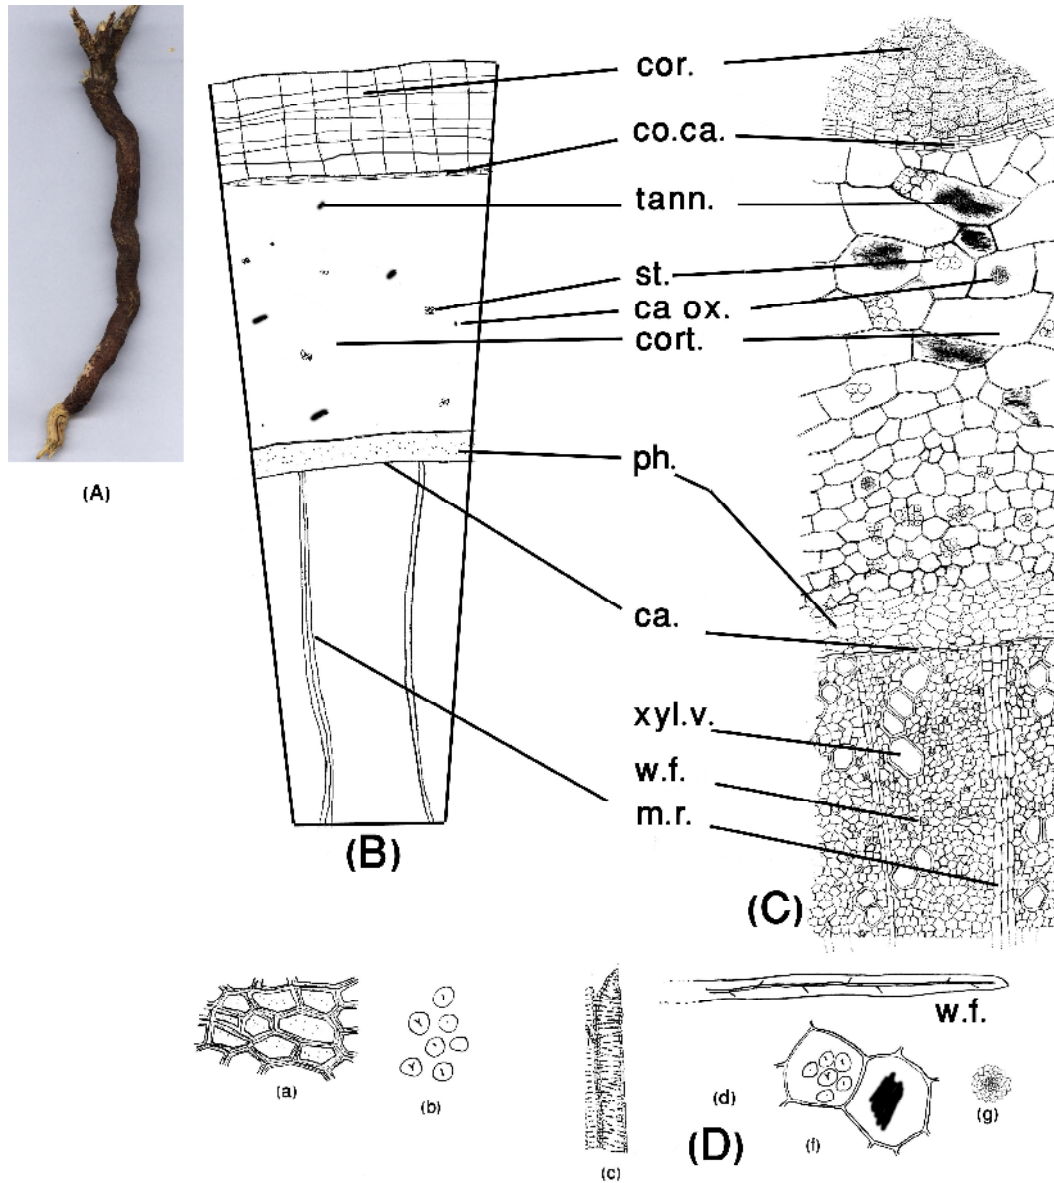 cor.
co.ca.
tann.
st.
ca ox.
cort.
(A)
ph.
ca.
xyl.v.
w.f.
m.r.
(B)
(C)
w.f.
(a)
(b)
(d)
(g)
(D)
(f)
(c)